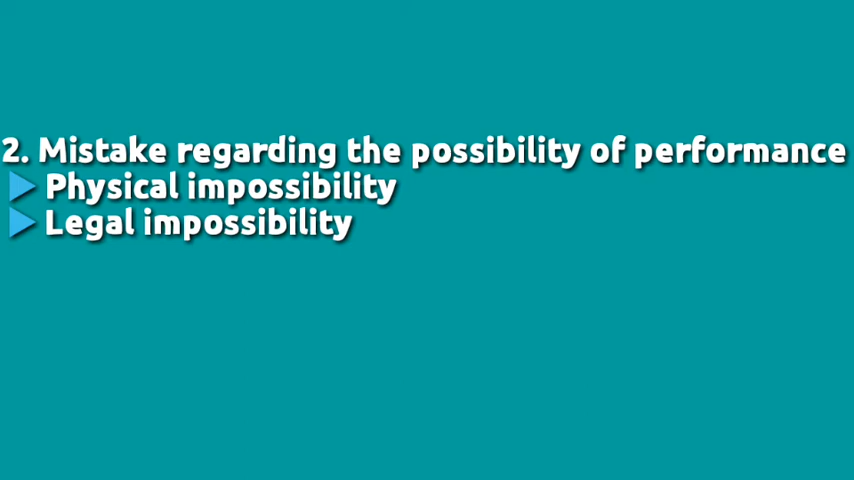 2. Mistake regarding the possibility of performance
Physical impossibility
Legal impossibility